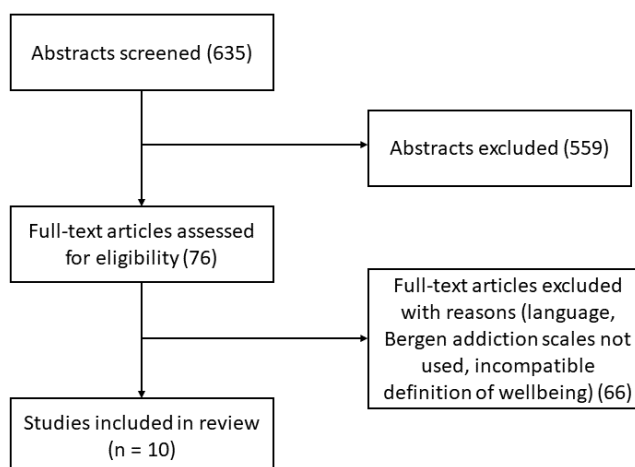 Abstracts screened (635)
Abstracts excluded (559)
Full-text articles assessed
for eligibility (76)
Full-text articles excluded
with reasons (language,
Bergen addiction scales not
used, incompatible
definition of wellbeing) (66)
Studies included in review
(n = 10)